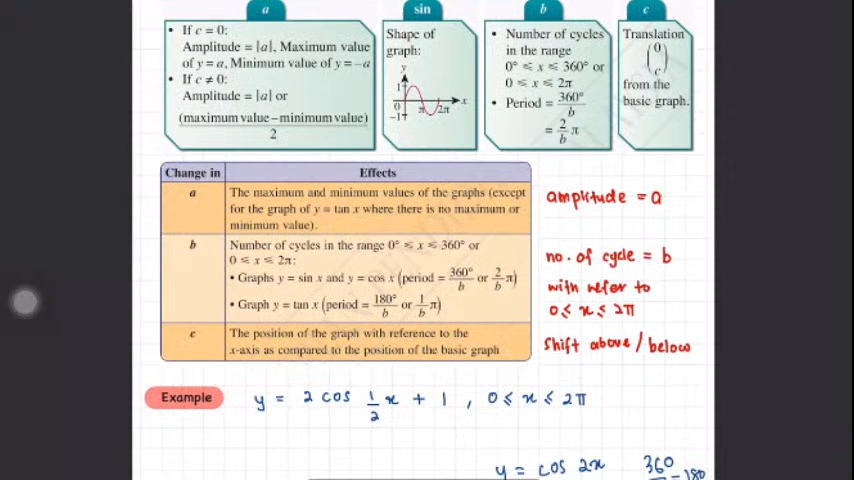 a
sin
b
c
• If c = 0:
Amplitude = |a|, Maximum value
of y = a, Minimum value of y = −a
• If c ≠ 0:
Amplitude = |a| or
(maximum value − minimum value)
2
Shape of
graph:
y
1
0
π
2π
x
−1
• Number of cycles
in the range
0° ≤ x ≤ 360° or
0 ≤ x ≤ 2π
• Period = 360°/b
= 2/b π
Translation
(0
c)
from the
basic graph.
Change in
Effects
a
The maximum and minimum values of the graphs (except
for the graph of y = tan x where there is no maximum or
minimum value).
amplitude = a
b
Number of cycles in the range 0° ≤ x ≤ 360° or
0 ≤ x ≤ 2π:
• Graphs y = sin x and y = cos x (period = 360°/b or 2/b π)
• Graph y = tan x (period = 180°/b or 1/b π)
no. of cycle = b
with refer to
0 ≤ x ≤ 2π
c
The position of the graph with reference to the
x-axis as compared to the position of the basic graph
shift above / below
Example
y = 2 cos 1/2 x + 1 , 0 ≤ x ≤ 2π
y = cos 2x
360
= 180